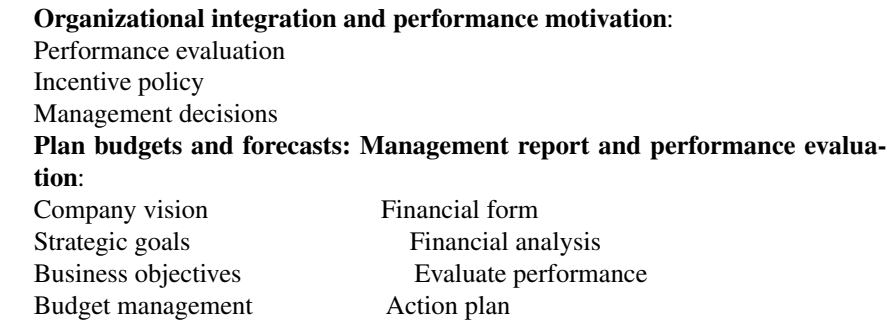 Organizational integration and performance motivation:
Performance evaluation
Incentive policy
Management decisions
Plan budgets and forecasts: Management report and performance evalua-
tion:
Company vision Financial form
Strategic goals Financial analysis
Business objectives Evaluate performance
Budget management Action plan